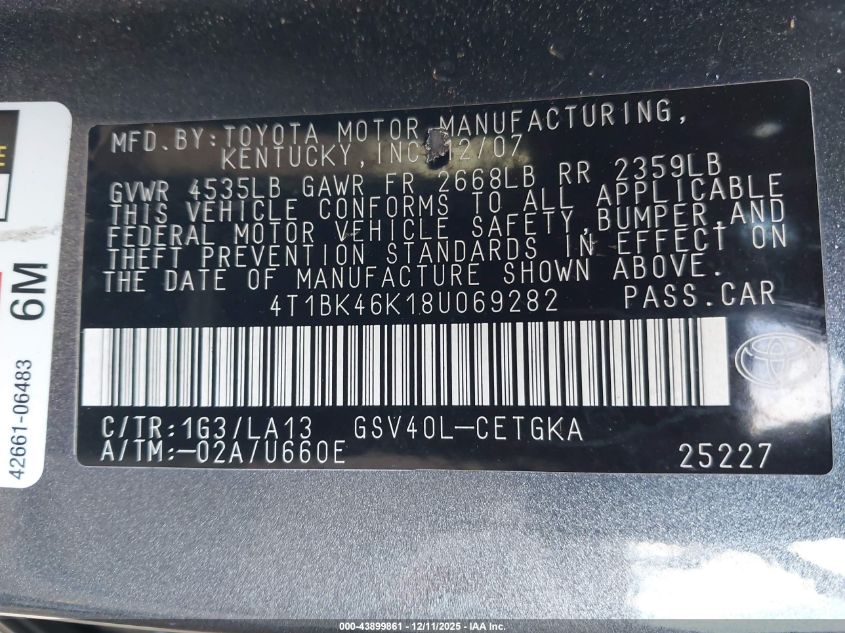 MFD.BY:TOYOTA MOTOR MANUFACTURING,
KENTUCKY,INC. 12/07
GVWR 4535LB GAWR FR 2668LB RR 2359LB
THIS VEHICLE CONFORMS TO ALL APPLICABLE
FEDERAL MOTOR VEHICLE SAFETY,BUMPER,AND
THEFT PREVENTION STANDARDS IN EFFECT ON
THE DATE OF MANUFACTURE SHOWN ABOVE.
4T1BK46K18U069282 PASS.CAR
C/TR:1G3/LA13 GSV40L-CETGKA
A/TM:-02A/U660E 25227
6M
42661-06483
000-43899861 - 12/11/2025 - IAA Inc.